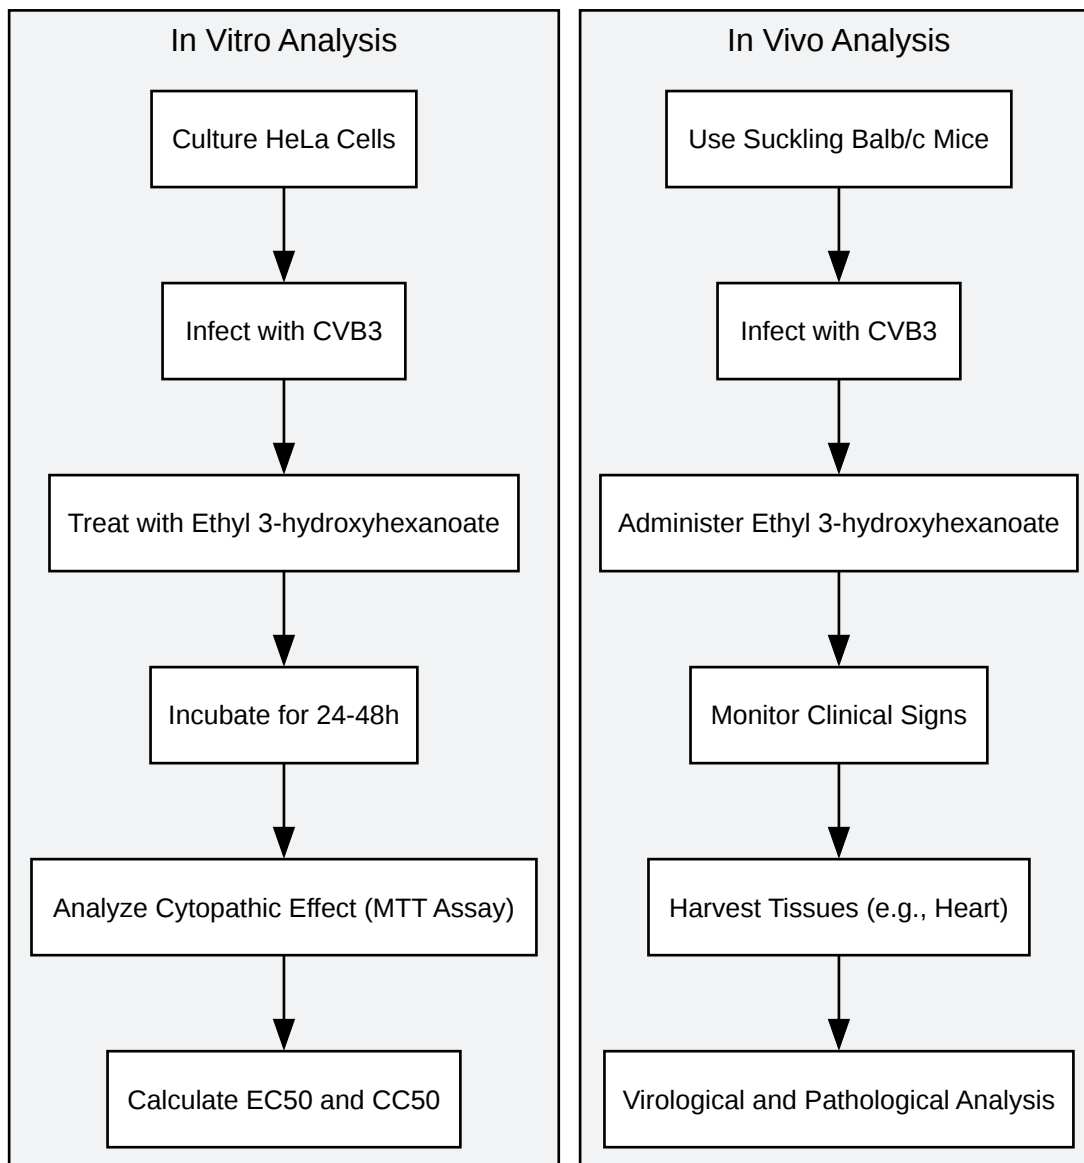 In Vitro Analysis
Culture HeLa Cells
Infect with CVB3
Treat with Ethyl 3-hydroxyhexanoate
Incubate for 24-48h
Analyze Cytopathic Effect (MTT Assay)
Calculate EC50 and CC50
In Vivo Analysis
Use Suckling Balb/c Mice
Infect with CVB3
Administer Ethyl 3-hydroxyhexanoate
Monitor Clinical Signs
Harvest Tissues (e.g., Heart)
Virological and Pathological Analysis